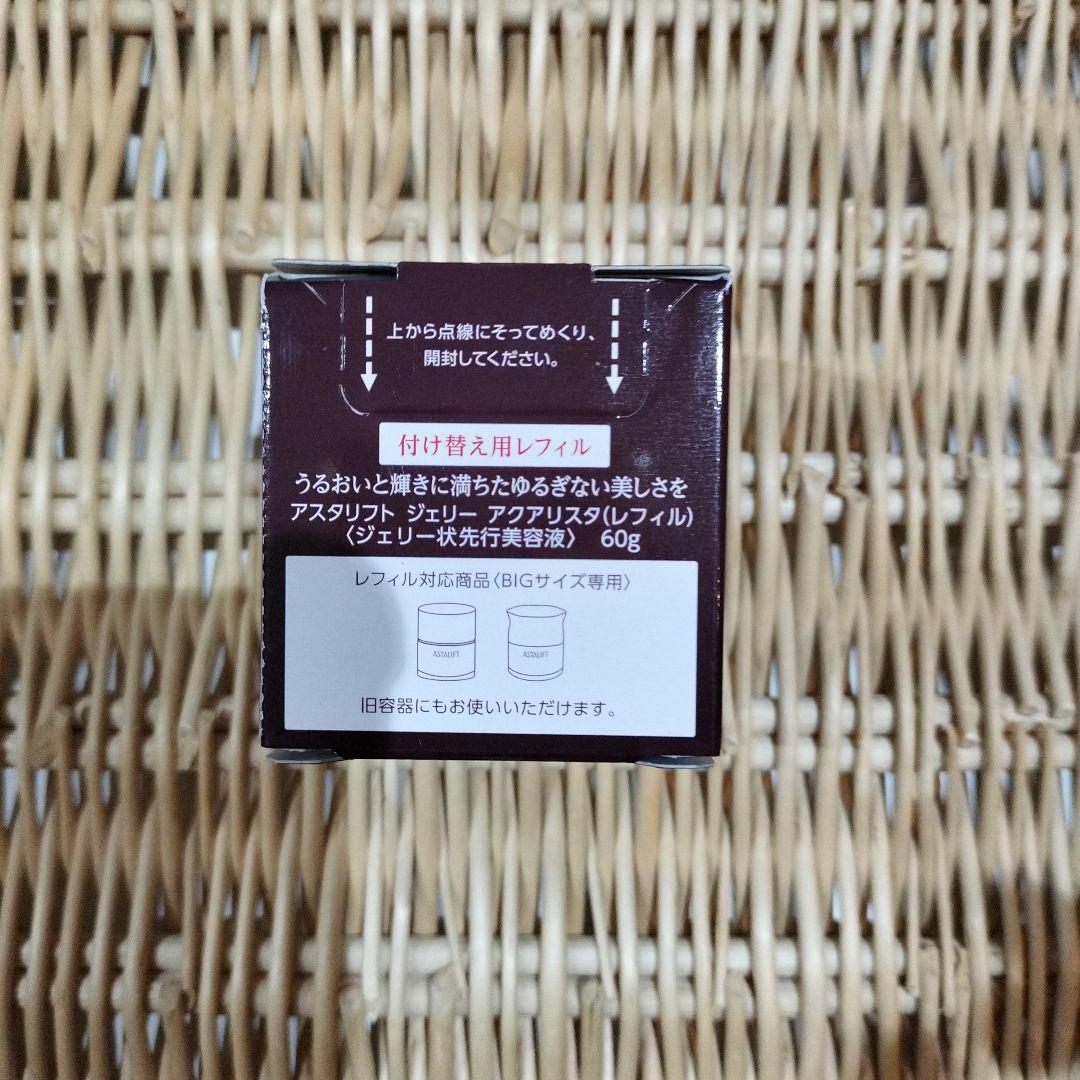 上から点線にそってめくり、
開封してください。
付け替え用レフィル
うるおいと輝きに満ちたゆるぎない美しさを
アスタリフト ジェリー アクアリスタ(レフィル)
〈ジェリー状先行美容液〉 60g
レフィル対応商品〈BIGサイズ専用〉
ASTALIFT ASTALIFT
旧容器にもお使いいただけます。